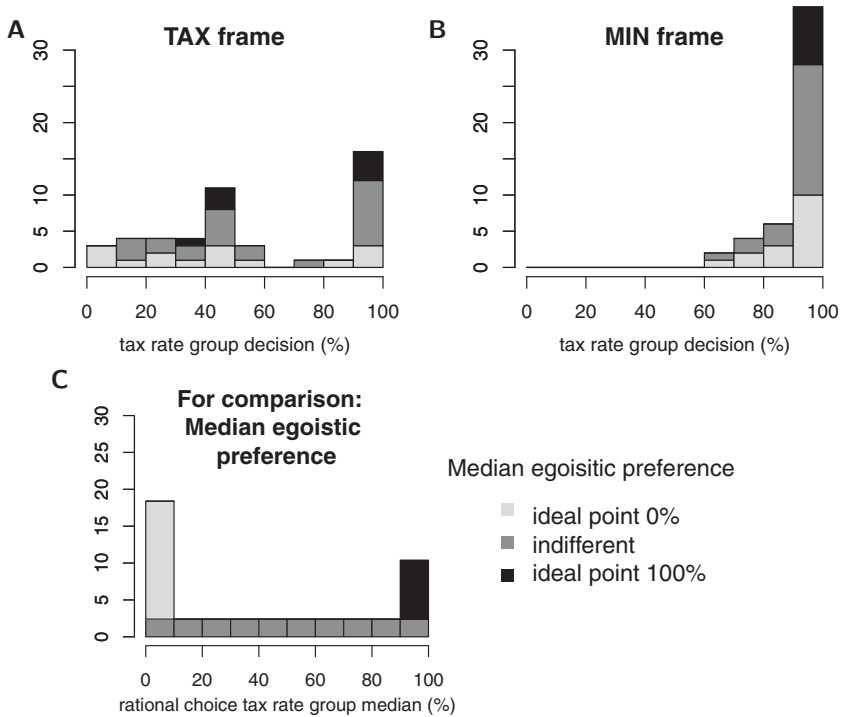 A
TAX frame
0 5 10 20 30
0 20 40 60 80 100
tax rate group decision (%)
B
MIN frame
0 5 10 20 30
0 20 40 60 80 100
tax rate group decision (%)
C
For comparison:
Median egoistic
preference
0 5 10 15 20 25 30
0 20 40 60 80 100
rational choice tax rate group median (%)
Median egoisitic preference
ideal point 0%
indifferent
ideal point 100%